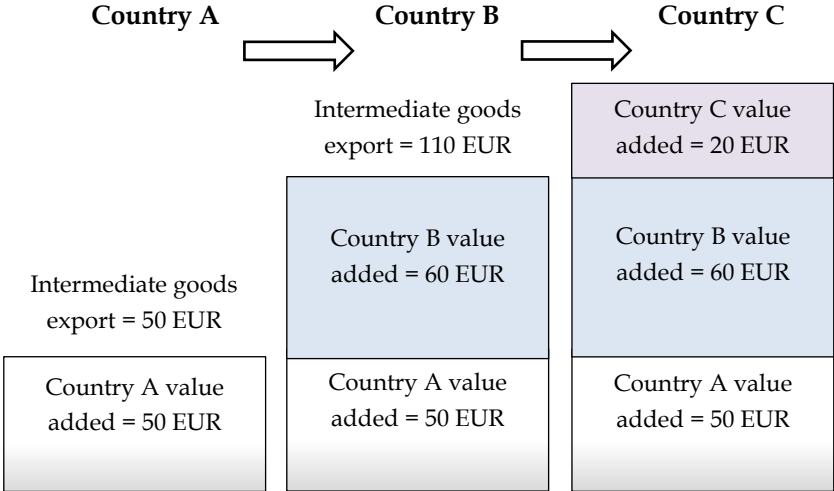 Country A
Country B
Country C
Intermediate goods
export = 50 EUR
Country A value
added = 50 EUR
Intermediate goods
export = 110 EUR
Country B value
added = 60 EUR
Country A value
added = 50 EUR
Country C value
added = 20 EUR
Country B value
added = 60 EUR
Country A value
added = 50 EUR